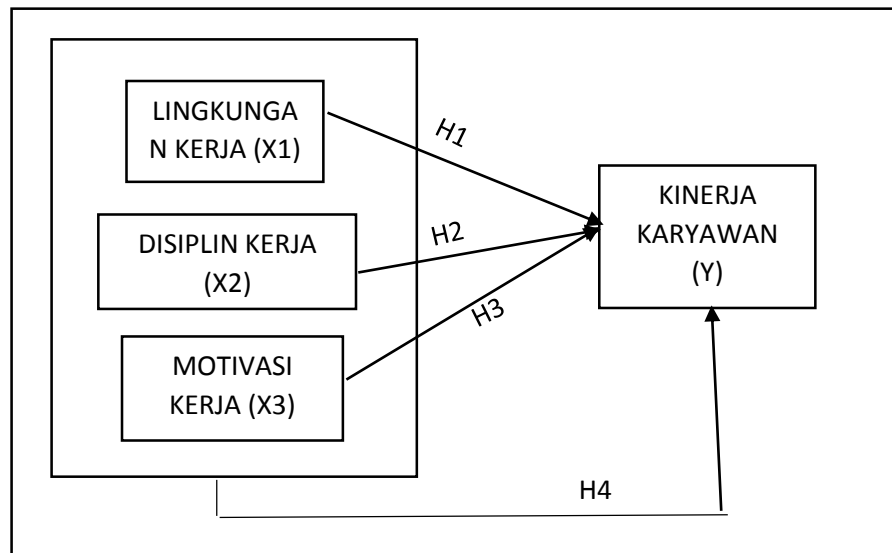 LINGKUNGA
N KERJA (X1)
H1
DISIPLIN KERJA
(X2)
H2
MOTIVASI
KERJA (X3)
H3
KINERJA
KARYAWAN
(Y)
H4